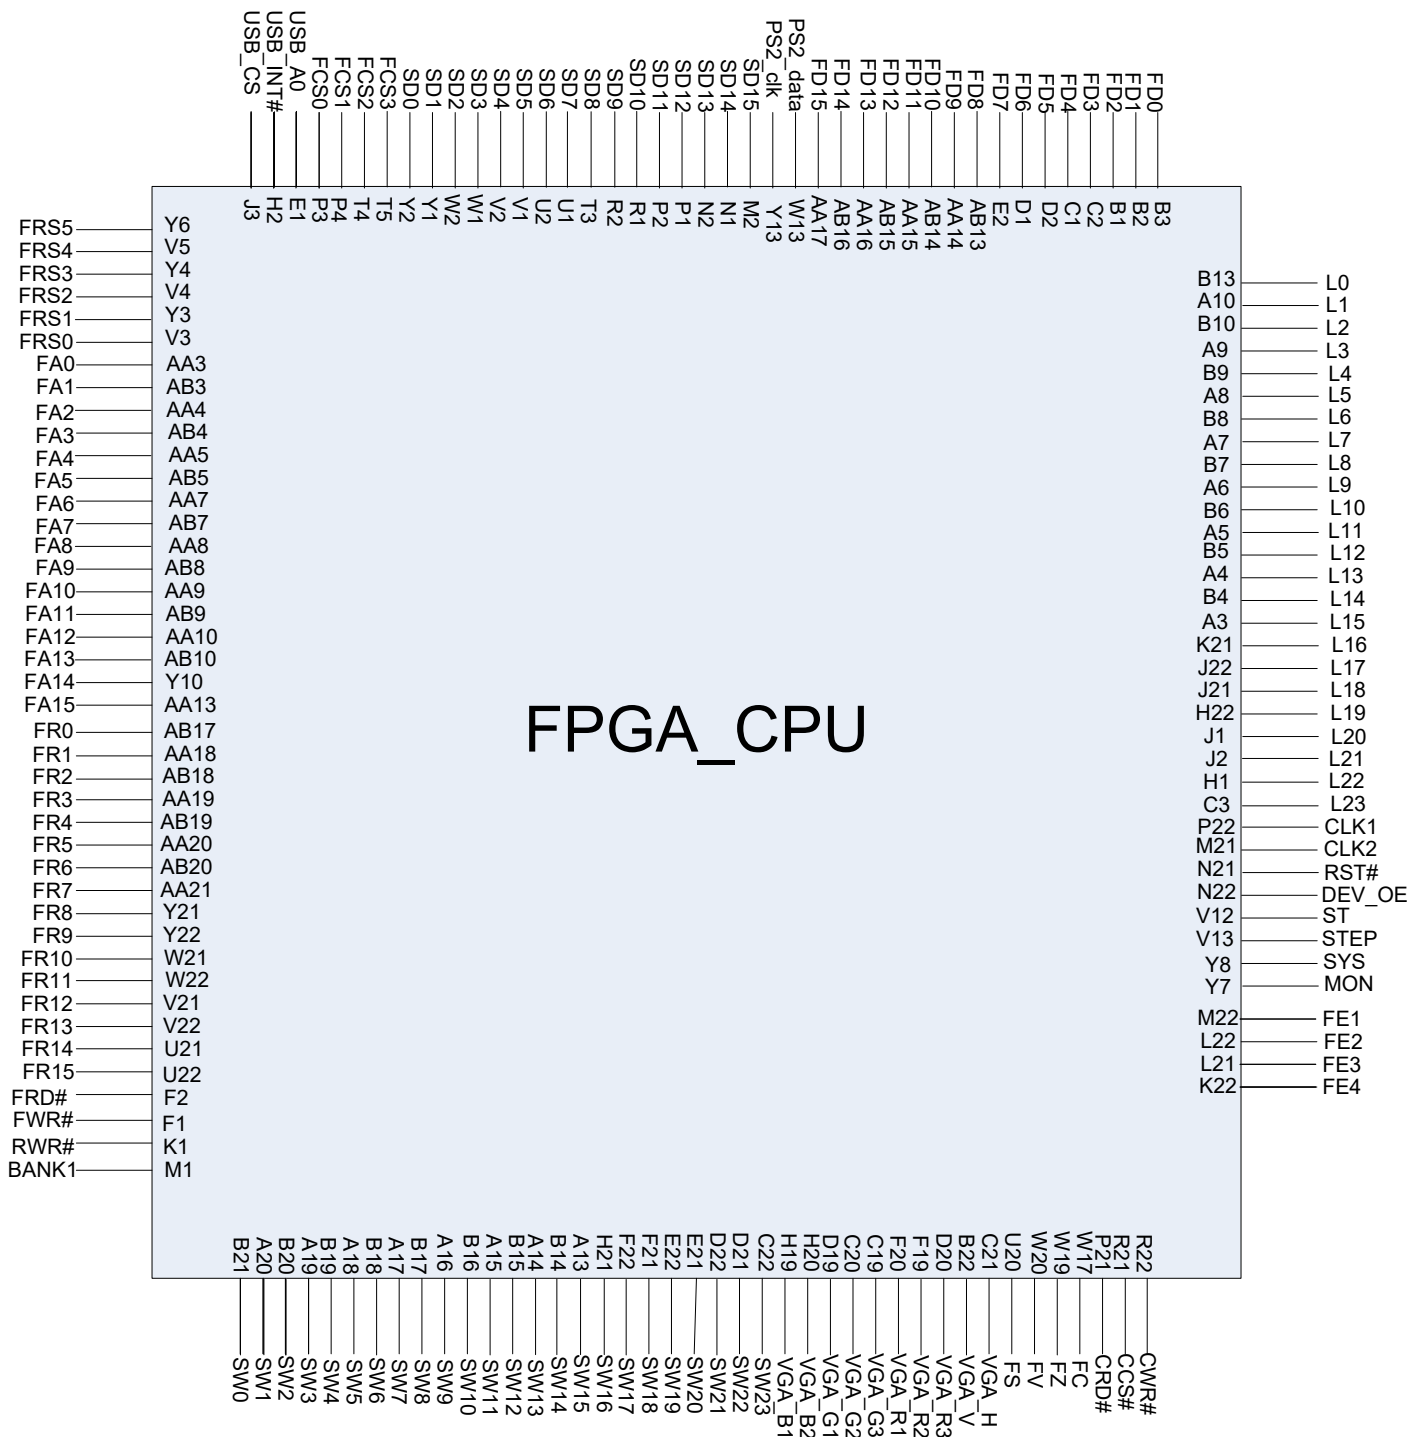 USB_CS
USB_INT#
USB_A0
FCS0
FCS1
FCS2
FCS3
SD0
SD1
SD2
SD3
SD4
SD5
SD6
SD7
SD8
SD9
SD10
SD11
SD12
SD13
SD14
SD15
PS2_clk
PS2_data
FD15
FD14
FD13
FD12
FD11
FD10
FD9
FD8
FD7
FD6
FD5
FD4
FD3
FD2
FD1
FD0
J3
H2
E1
P3
P4
T4
T5
Y2
Y1
W2
W1
V2
V1
U2
U1
T3
R2
R1
P2
P1
N2
N1
M2
Y13
W13
AA17
AB16
AA16
AB15
AA15
AB14
AA14
AB13
E2
D1
D2
C1
C2
B1
B2
B3
FRS5 Y6
FRS4 V5
FRS3 Y4
FRS2 V4
FRS1 Y3
FRS0 V3
FA0 AA3
FA1 AB3
FA2 AA4
FA3 AB4
FA4 AA5
FA5 AB5
FA6 AA7
FA7 AB7
FA8 AA8
FA9 AB8
FA10 AA9
FA11 AB9
FA12 AA10
FA13 AB10
FA14 Y10
FA15 AA13
FR0 AB17
FR1 AA18
FR2 AB18
FR3 AA19
FR4 AB19
FR5 AA20
FR6 AB20
FR7 AA21
FR8 Y21
FR9 Y22
FR10 W21
FR11 W22
FR12 V21
FR13 V22
FR14 U21
FR15 U22
FRD# F2
FWR# F1
RWR# K1
BANK1 M1
FPGA_CPU
B13 L0
A10 L1
B10 L2
A9 L3
B9 L4
A8 L5
B8 L6
A7 L7
B7 L8
A6 L9
B6 L10
A5 L11
B5 L12
A4 L13
B4 L14
A3 L15
K21 L16
J22 L17
J21 L18
H22 L19
J1 L20
J2 L21
H1 L22
C3 L23
P22 CLK1
M21 CLK2
N21 RST#
N22 DEV_OE
V12 ST
V13 STEP
Y8 SYS
Y7 MON
M22 FE1
L22 FE2
L21 FE3
K22 FE4
B21
A20
B20
A19
B19
A18
B18
A17
B17
A16
B16
A15
B15
A14
B14
A13
H21
F22
F21
E22
E21
D22
D21
C22
H19
H20
D19
C20
C19
F20
F19
D20
B22
C21
U20
W20
W19
W17
P21
R21
R22
SW0
SW1
SW2
SW3
SW4
SW5
SW6
SW7
SW8
SW9
SW10
SW11
SW12
SW13
SW14
SW15
SW16
SW17
SW18
SW19
SW20
SW21
SW22
SW23
VGA_B1
VGA_B2
VGA_G1
VGA_G2
VGA_G3
VGA_R1
VGA_R2
VGA_R3
VGA_V
VGA_H
FS
FV
FZ
FC
CRD#
CCS#
CWR#